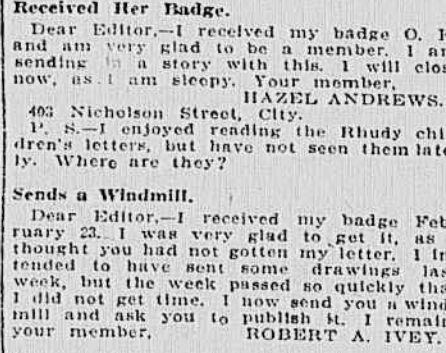 Received Her Badge.
Dear Editor,—I received my badge O. K
and am very glad to be a member. I am
sending in a story with this. I will clos
now, as I am sleepy. Your member,
HAZEL ANDREWS.
403 Nicholson Street, City.
P. S.—I enjoyed reading the Rhudy chil
dren's letters, but have not seen them late
ly. Where are they?
Sends a Windmill.
Dear Editor,—I received my badge Feb
ruary 23. I was very glad to get it, as
thought you had not gotten my letter. I in
tended to have sent some drawings las
week, but the week passed so quickly tha
I did not get time. I now send you a wind
mill and ask you to publish it. I remain
your member, ROBERT A. IVEY.